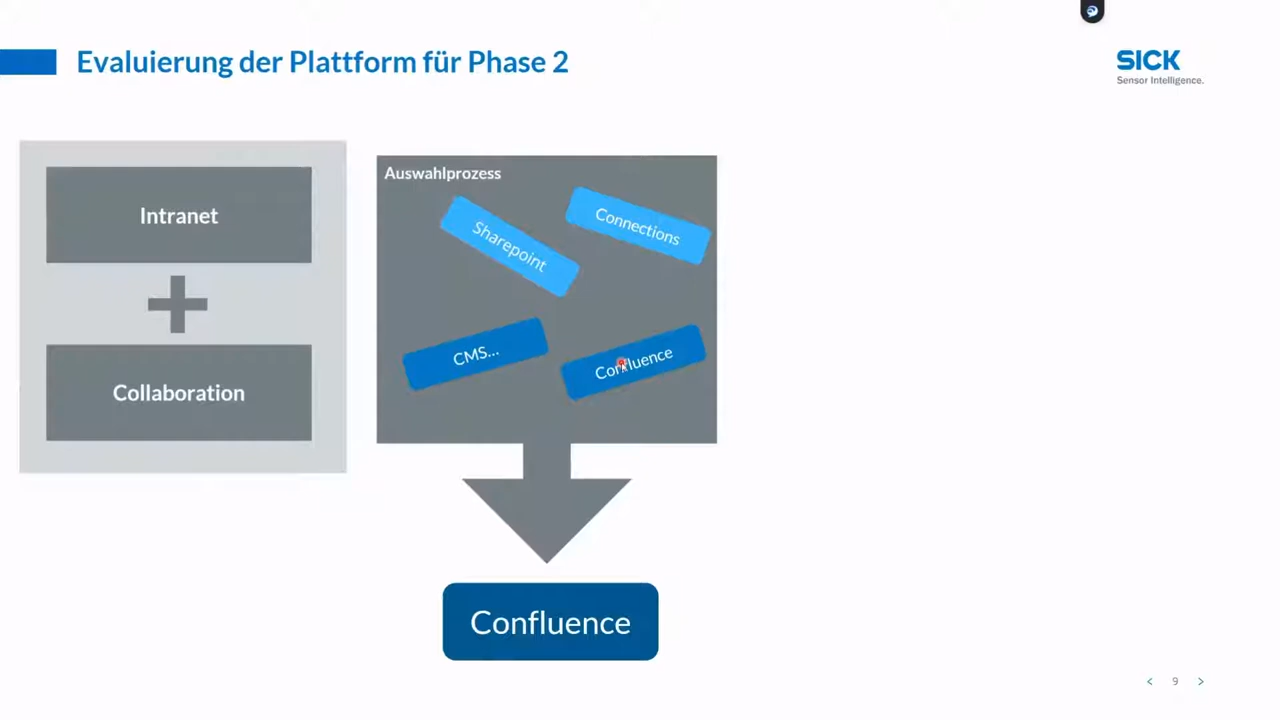 Evaluierung der Plattform für Phase 2
SICK
Sensor Intelligence.
Intranet
Collaboration
Auswahlprozess
Sharepoint
Connections
CMS...
Confluence
Confluence
< 9 >